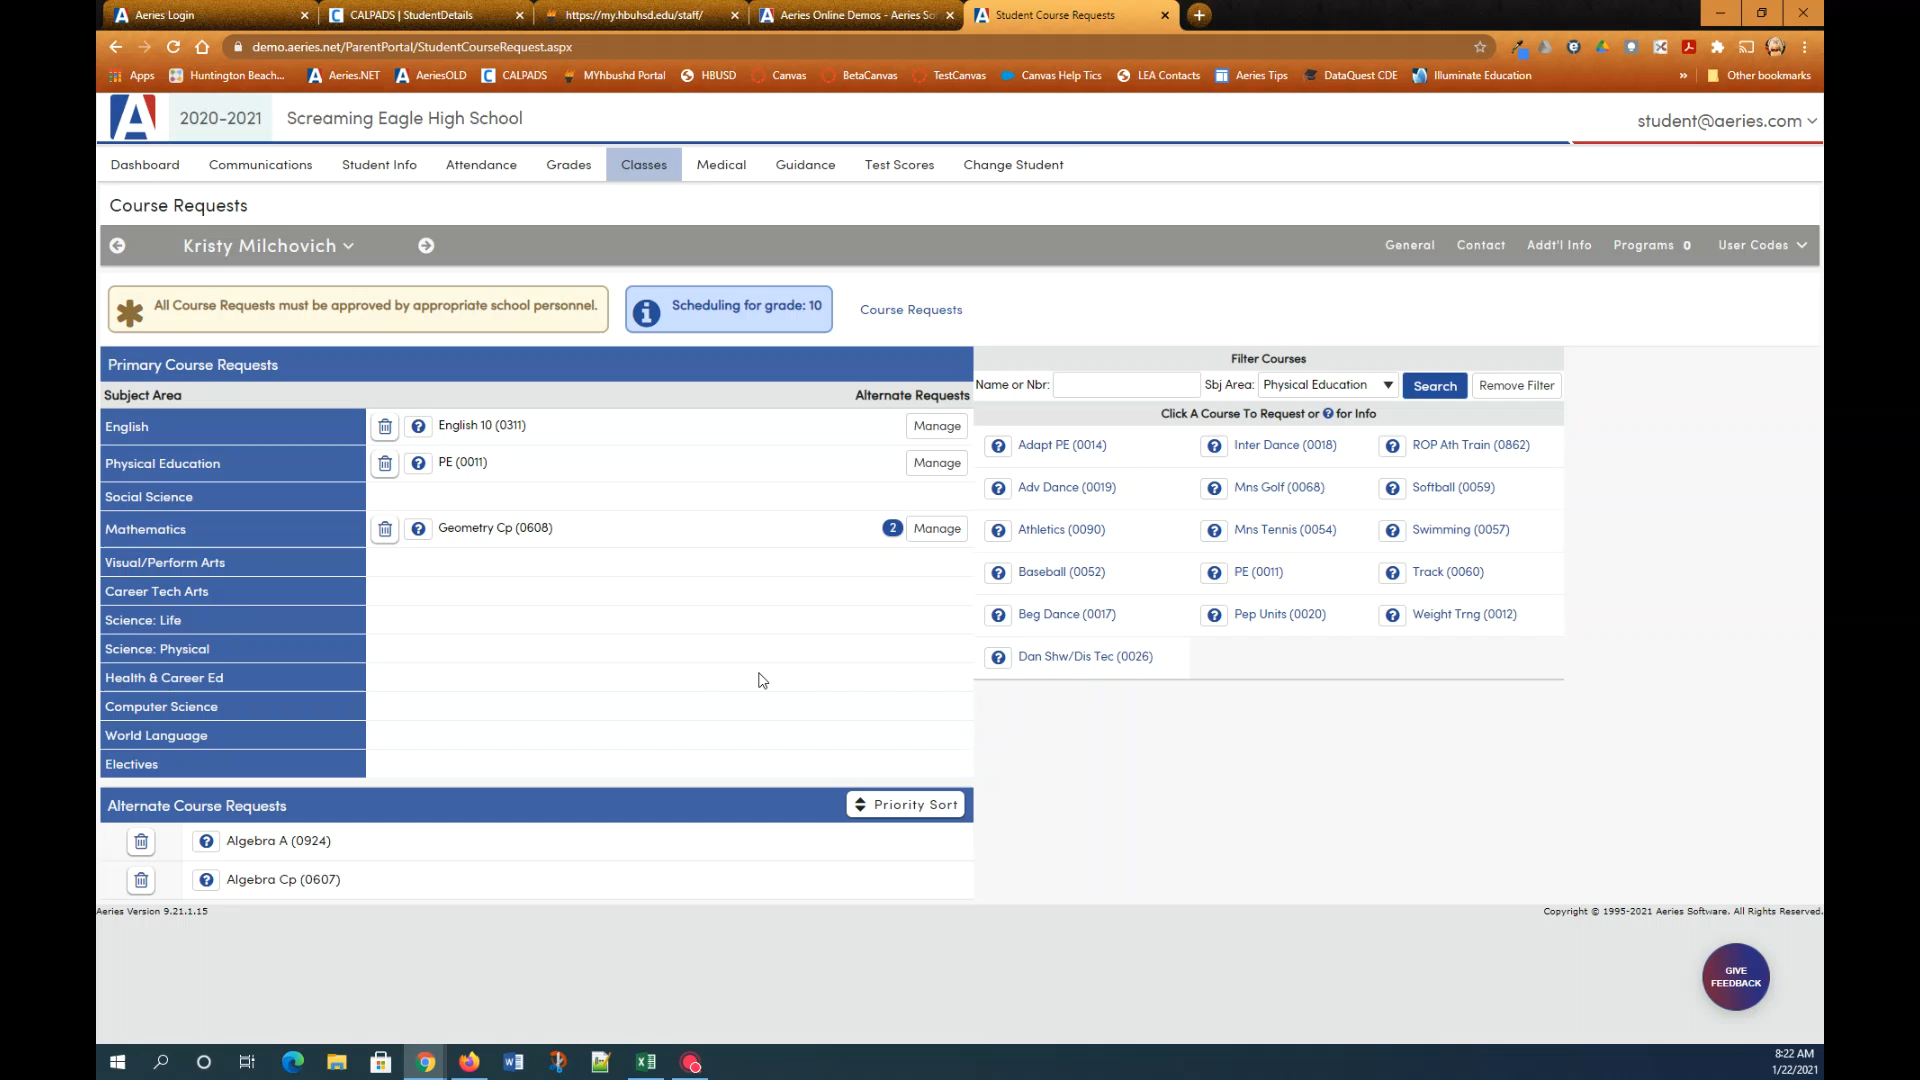 Aeries Login
CALPADS | StudentDetails
https://my.hbuhsd.edu/staff/
Aeries Online Demos - Aeries So
Student Course Requests
demo.aeries.net/ParentPortal/StudentCourseRequest.aspx
Apps
Huntington Beach...
Aeries.NET
AeriesOLD
CALPADS
MYhbushd Portal
HBUSD
Canvas
BetaCanvas
TestCanvas
Canvas Help Tics
LEA Contacts
Aeries Tips
DataQuest CDE
Illuminate Education
»
Other bookmarks
2020-2021
Screaming Eagle High School
student@aeries.com
Dashboard
Communications
Student Info
Attendance
Grades
Classes
Medical
Guidance
Test Scores
Change Student
Course Requests
Kristy Milchovich
General
Contact
Addt'l Info
Programs 0
User Codes
All Course Requests must be approved by appropriate school personnel.
Scheduling for grade: 10
Course Requests
Primary Course Requests
Subject Area
Alternate Requests
English
English 10 (0311)
Manage
Physical Education
PE (0011)
Manage
Social Science
Mathematics
Geometry Cp (0608)
2
Manage
Visual/Perform Arts
Career Tech Arts
Science: Life
Science: Physical
Health & Career Ed
Computer Science
World Language
Electives
Alternate Course Requests
Priority Sort
Algebra A (0924)
Algebra Cp (0607)
Filter Courses
Name or Nbr:
Sbj Area:
Physical Education
Search
Remove Filter
Click A Course To Request or ? for Info
Adapt PE (0014)
Inter Dance (0018)
ROP Ath Train (0862)
Adv Dance (0019)
Mns Golf (0068)
Softball (0059)
Athletics (0090)
Mns Tennis (0054)
Swimming (0057)
Baseball (0052)
PE (0011)
Track (0060)
Beg Dance (0017)
Pep Units (0020)
Weight Trng (0012)
Dan Shw/Dis Tec (0026)
Aeries Version 9.21.1.15
Copyright © 1995-2021 Aeries Software. All Rights Reserved.
GIVE
FEEDBACK
8:22 AM
1/22/2021